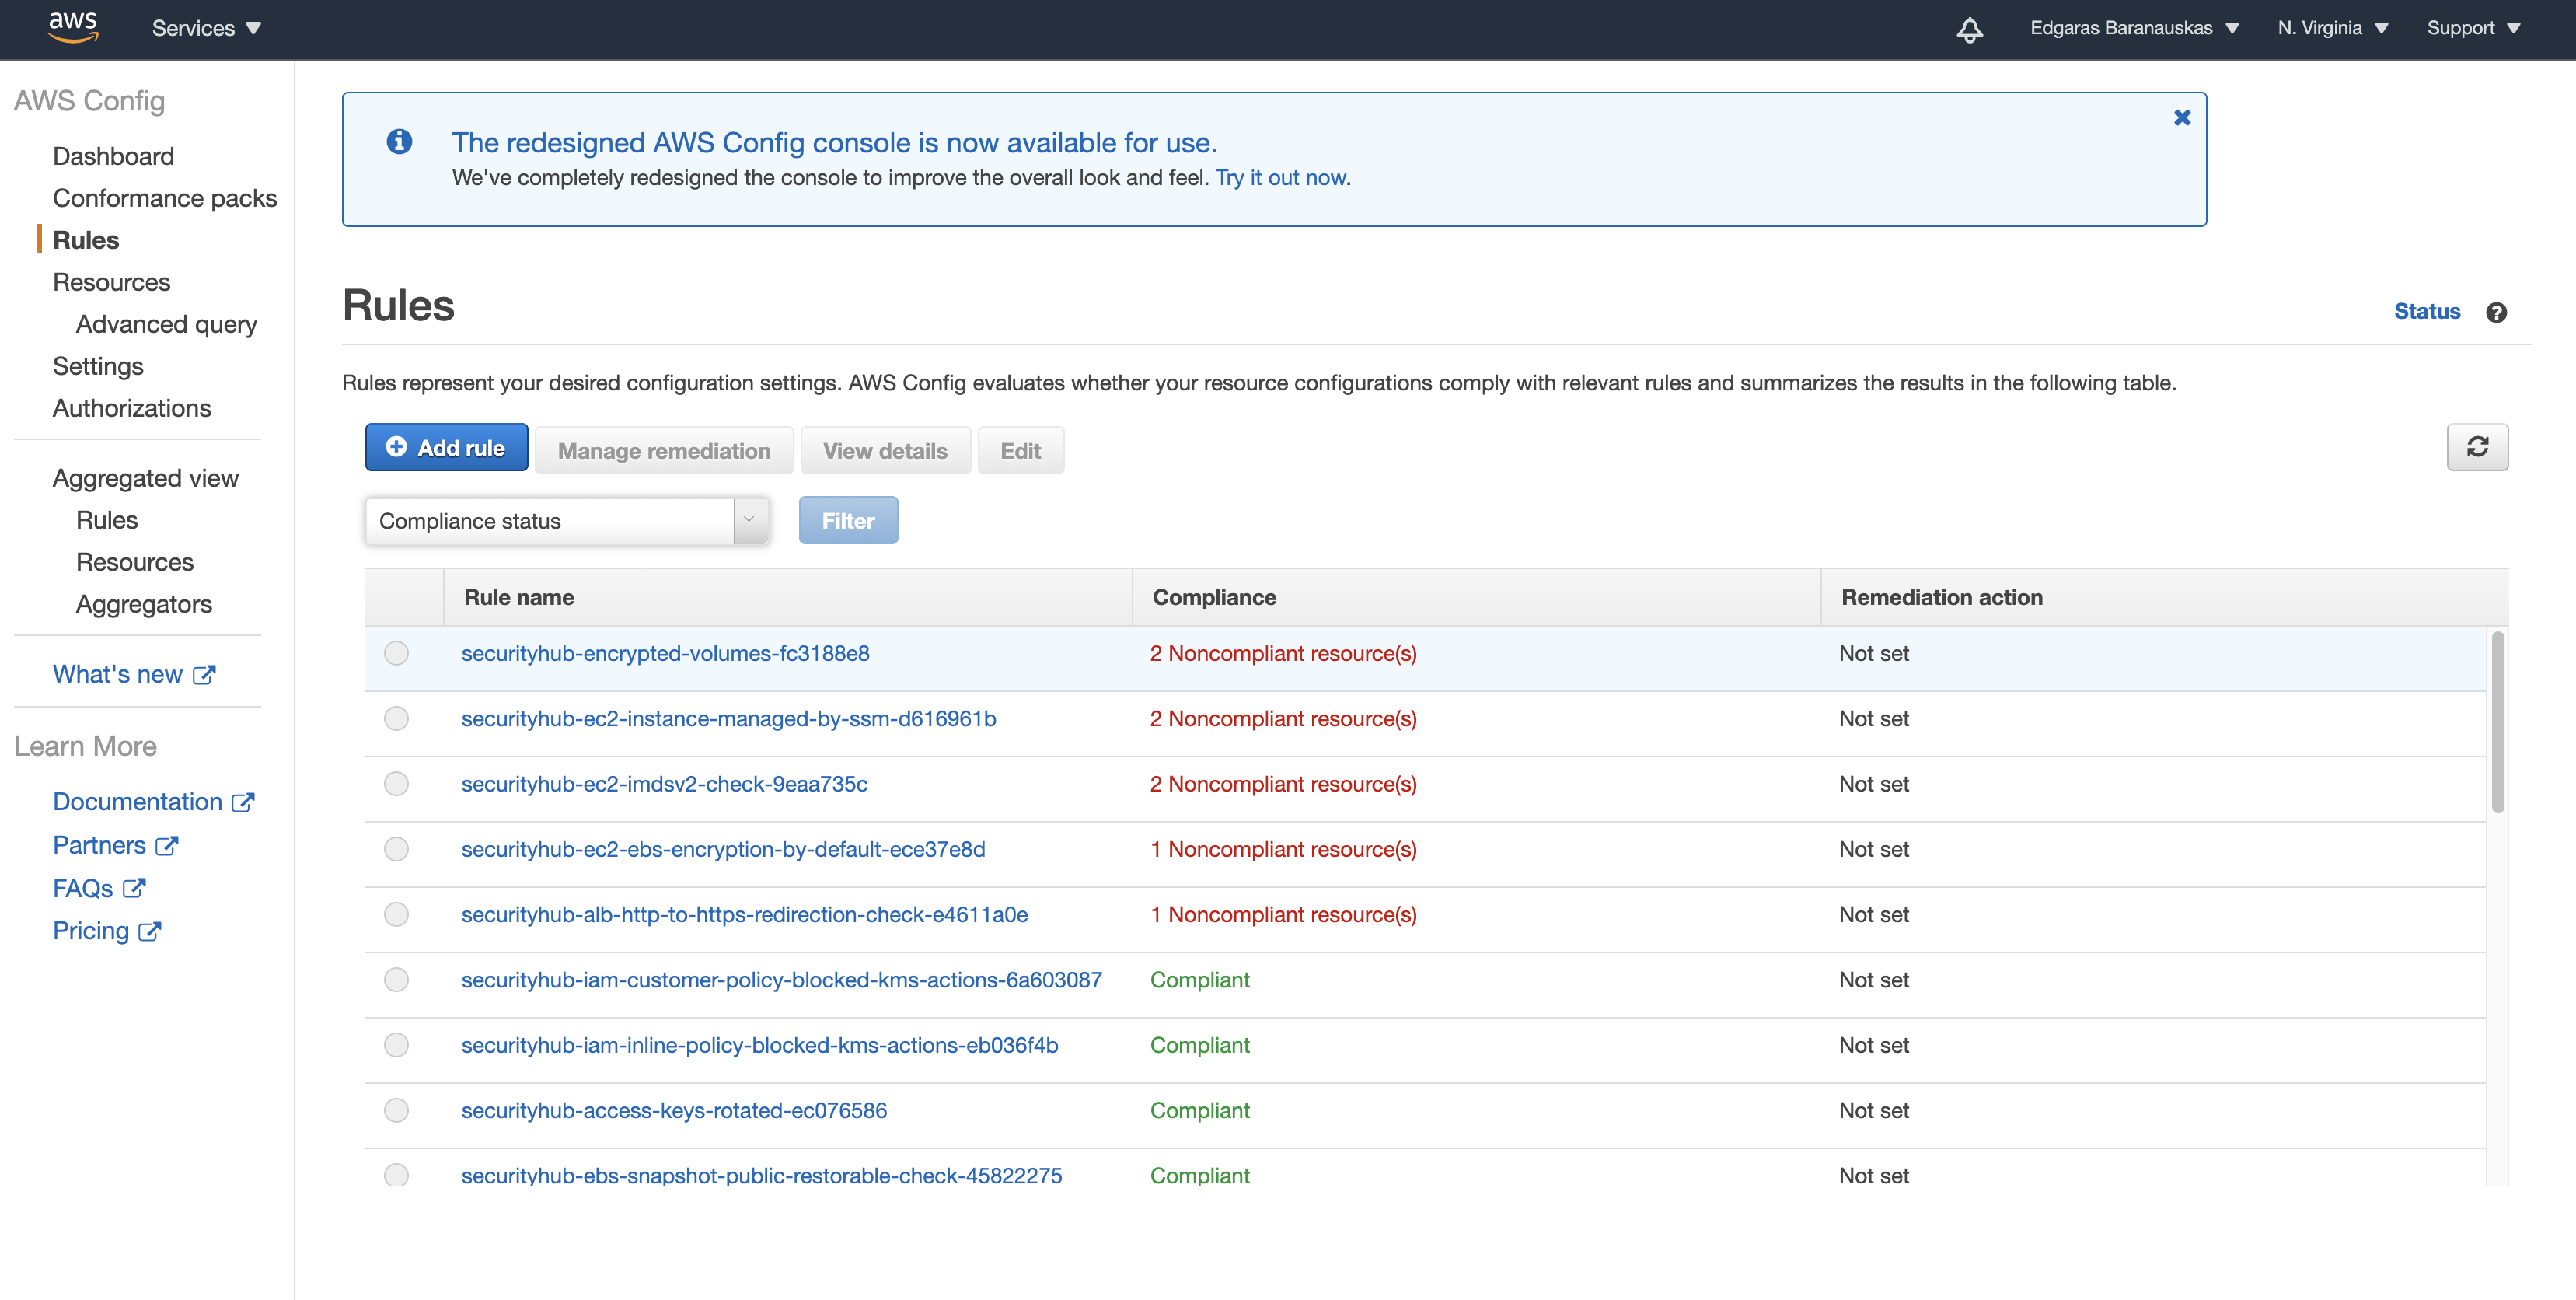 aws
Services
Edgaras Baranauskas
N. Virginia
Support
AWS Config
Dashboard
Conformance packs
Rules
Resources
Advanced query
Settings
Authorizations
Aggregated view
Rules
Resources
Aggregators
What's new
Learn More
Documentation
Partners
FAQs
Pricing
The redesigned AWS Config console is now available for use.
We've completely redesigned the console to improve the overall look and feel. Try it out now.
Rules
Status
Rules represent your desired configuration settings. AWS Config evaluates whether your resource configurations comply with relevant rules and summarizes the results in the following table.
Add rule Manage remediation View details Edit
Compliance status Filter
Rule name Compliance Remediation action
securityhub-encrypted-volumes-fc3188e8 2 Noncompliant resource(s) Not set
securityhub-ec2-instance-managed-by-ssm-d616961b 2 Noncompliant resource(s) Not set
securityhub-ec2-imdsv2-check-9eaa735c 2 Noncompliant resource(s) Not set
securityhub-ec2-ebs-encryption-by-default-ece37e8d 1 Noncompliant resource(s) Not set
securityhub-alb-http-to-https-redirection-check-e4611a0e 1 Noncompliant resource(s) Not set
securityhub-iam-customer-policy-blocked-kms-actions-6a603087 Compliant Not set
securityhub-iam-inline-policy-blocked-kms-actions-eb036f4b Compliant Not set
securityhub-access-keys-rotated-ec076586 Compliant Not set
securityhub-ebs-snapshot-public-restorable-check-45822275 Compliant Not set